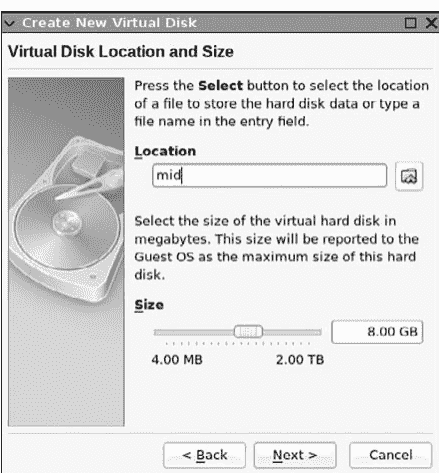 Create New Virtual Disk
Virtual Disk Location and Size
Press the Select button to select the location
of a file to store the hard disk data or type a
file name in the entry field.
Location
mid
Select the size of the virtual hard disk in
megabytes. This size will be reported to the
Guest OS as the maximum size of this hard
disk.
Size
8.00 GB
4.00 MB 2.00 TB
< Back Next > Cancel